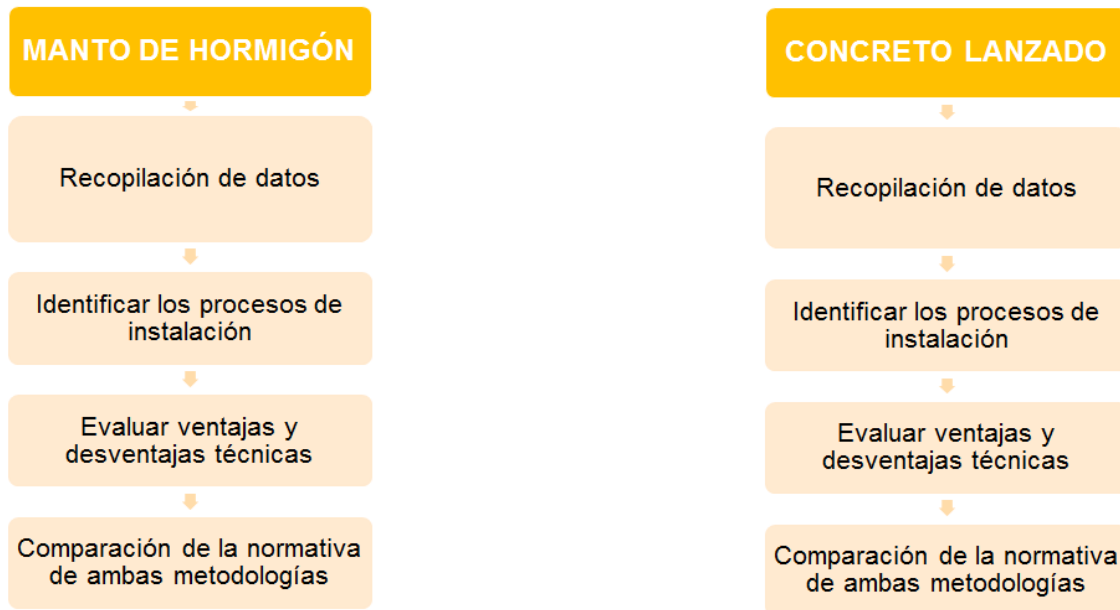 MANTO DE HORMIGÓN
Recopilación de datos
Identificar los procesos de
instalación
Evaluar ventajas y
desventajas técnicas
Comparación de la normativa
de ambas metodologías
CONCRETO LANZADO
Recopilación de datos
Identificar los procesos de
instalación
Evaluar ventajas y
desventajas técnicas
Comparación de la normativa
de ambas metodologías